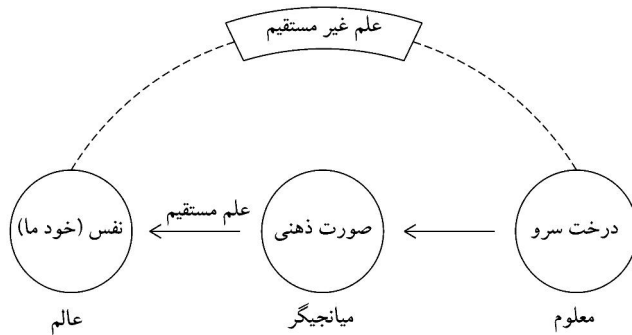 علم غیر مستقیم
علم مستقیم
درخت سرو
صورت ذهنی
نفس (خود ما)
معلوم
میانجیگر
عالم